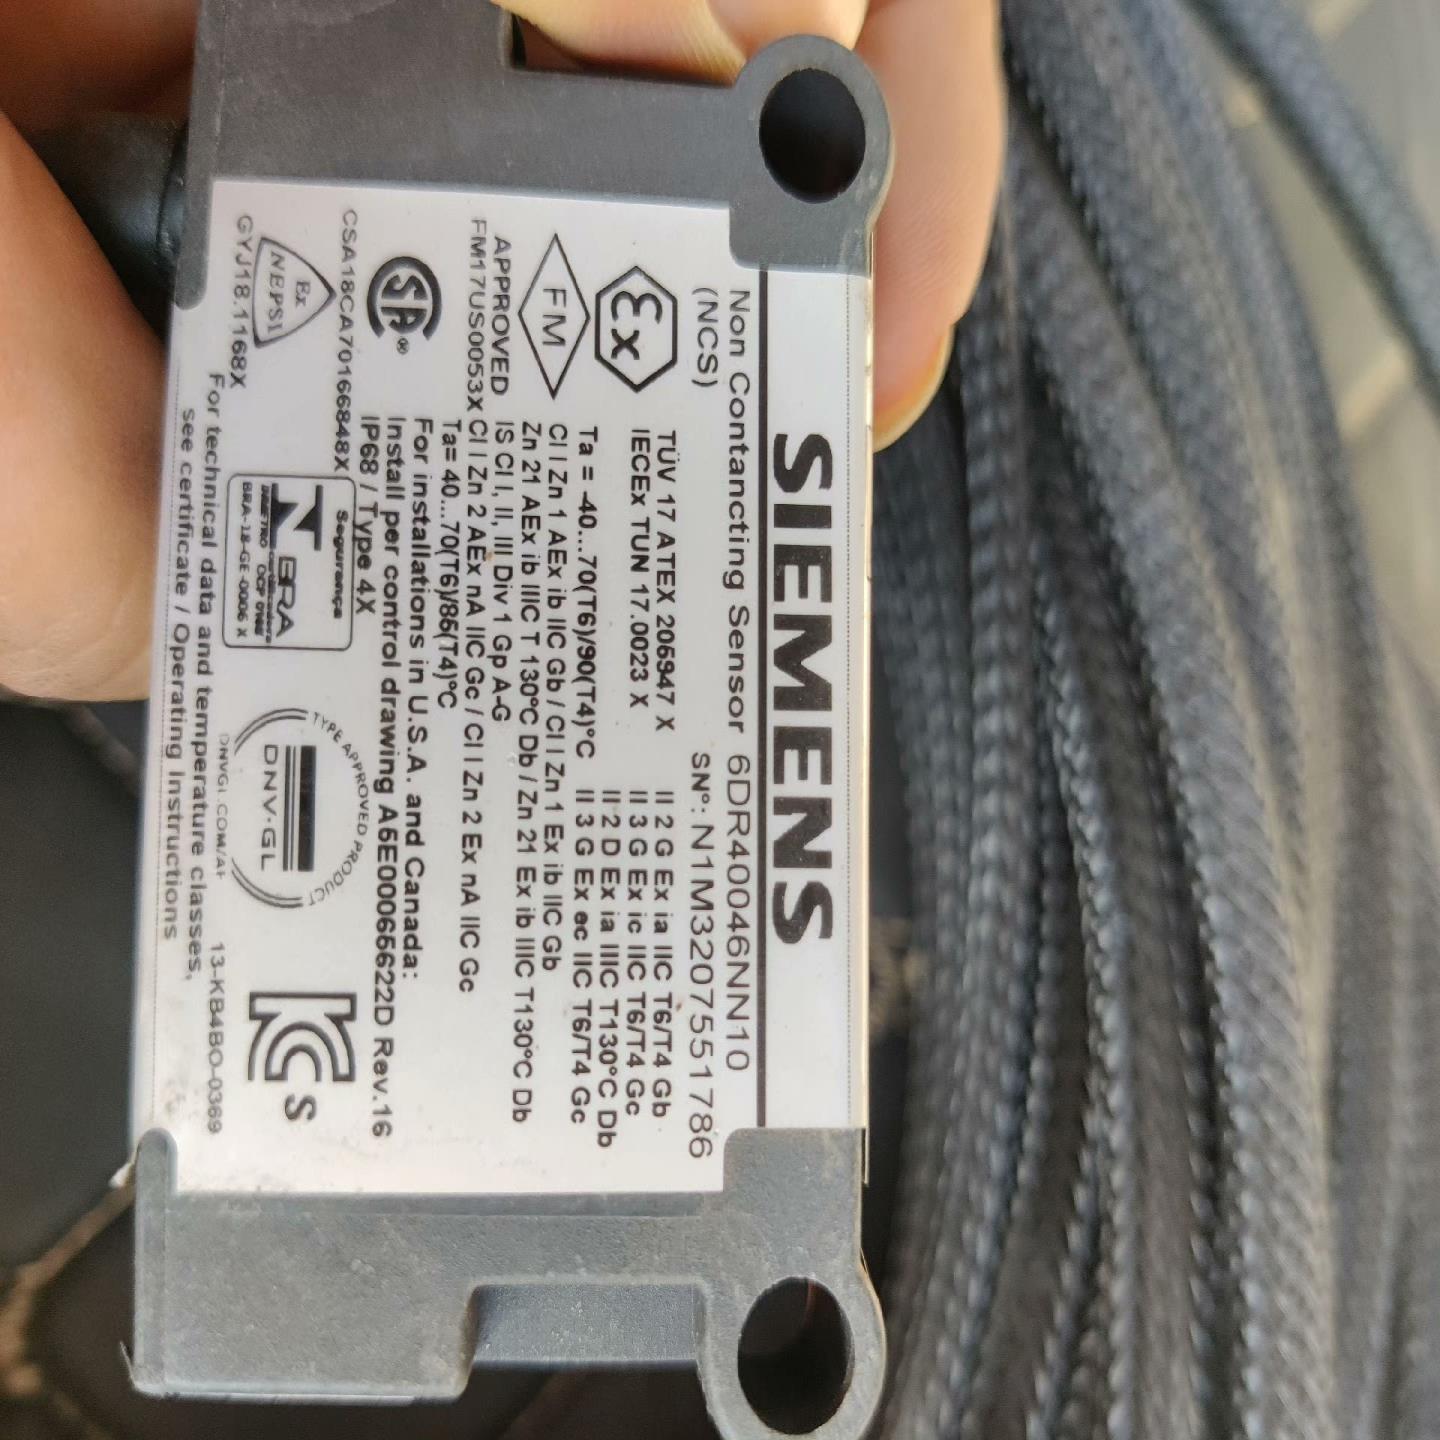 SIEMENS
Non Contancting Sensor 6DR40046NN10
(NCS) SN°: N1M3207551786
Ex
TÜV 17 ATEX 206947 X II 2 G Ex ia IIC T6/T4 Gb
IECEx TUN 17.0023 X II 3 G Ex ic IIC T6/T4 Gc
II 2 D Ex ia IIIC T130°C Db
Ta = -40...70(T6)/90(T4)°C II 3 G Ex ec IIC T6/T4 Gc
FM
APPROVED
FM17US0053X
Cl I Zn 1 AEx ib IIC Gb / Cl I Zn 1 Ex ib IIC Gb
Zn 21 AEx ib IIIC T 130°C Db / Zn 21 Ex ib IIIC T130°C Db
IS Cl I, II, III Div 1 Gp A-G
Cl I Zn 2 AEx nA IIC Gc / Cl I Zn 2 Ex nA IIC Gc
Ta= 40...70(T6)/85(T4)°C
For installations in U.S.A. and Canada:
Install per control drawing A5E00065622D Rev.16
IP68 / Type 4X
SA®
CSA18CA70166848X
Ex
NEPSI
GYJ18.1168X
Segurança
NBRA
OCP 0165
BRA-18-GE-0006 X
TYPE APPROVED PRODUCT
DNV·GL
DNVGL.COM/AF
KC s
13-KB4BO-0369
For technical data and temperature classes,
see certificate / Operating Instructions